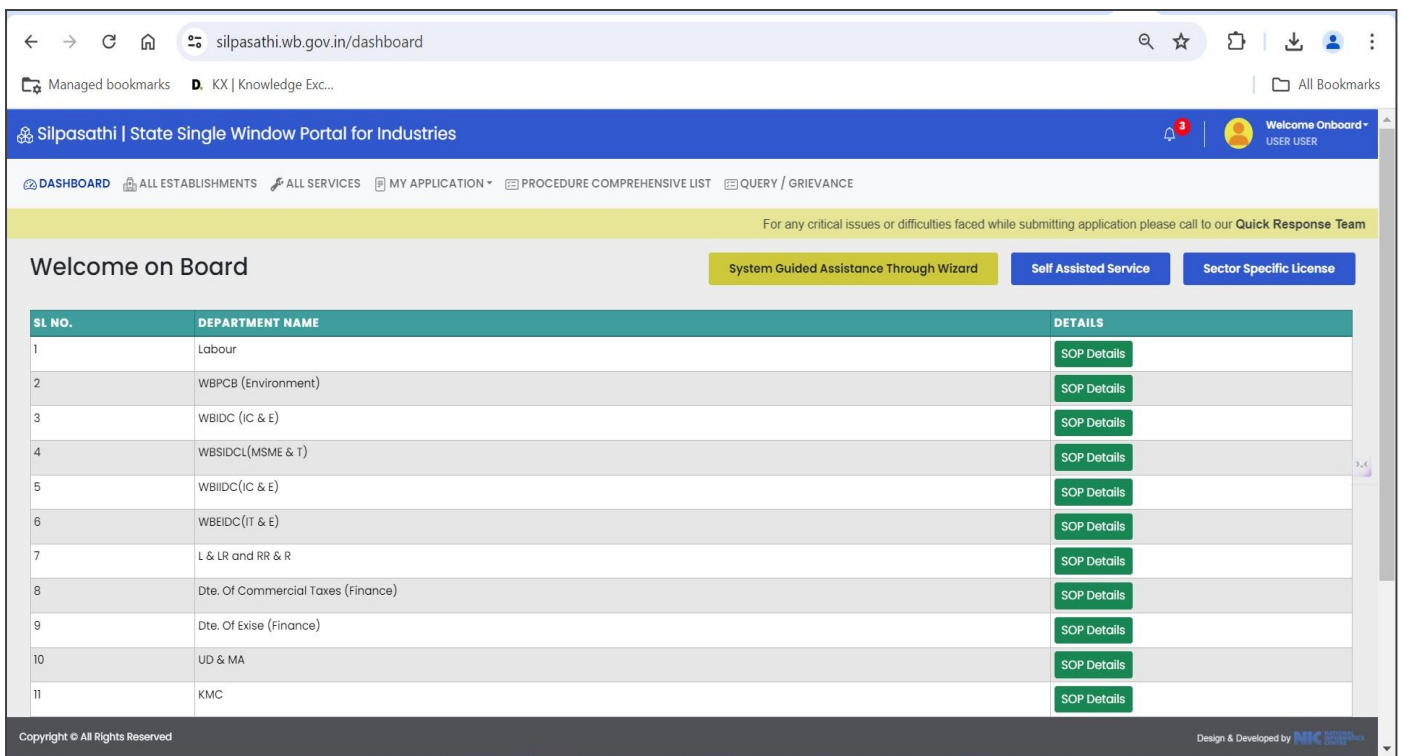 silpasathi.wb.gov.in/dashboard
Managed bookmarks D. KX | Knowledge Exc... All Bookmarks
Silpasathi | State Single Window Portal for Industries 3 Welcome Onboard
USER USER
DASHBOARD ALL ESTABLISHMENTS ALL SERVICES MY APPLICATION PROCEDURE COMPREHENSIVE LIST QUERY / GRIEVANCE
For any critical issues or difficulties faced while submitting application please call to our Quick Response Team
Welcome on Board System Guided Assistance Through Wizard Self Assisted Service Sector Specific License
SL NO. DEPARTMENT NAME DETAILS
1 Labour SOP Details
2 WBPCB (Environment) SOP Details
3 WBIDC (IC & E) SOP Details
4 WBSIDCL(MSME & T) SOP Details
5 WBIIDC(IC & E) SOP Details
6 WBEIDC(IT & E) SOP Details
7 L & LR and RR & R SOP Details
8 Dte. Of Commercial Taxes (Finance) SOP Details
9 Dte. Of Exise (Finance) SOP Details
10 UD & MA SOP Details
11 KMC SOP Details
Copyright © All Rights Reserved Design & Developed by NIC NATIONAL INFORMATICS CENTRE